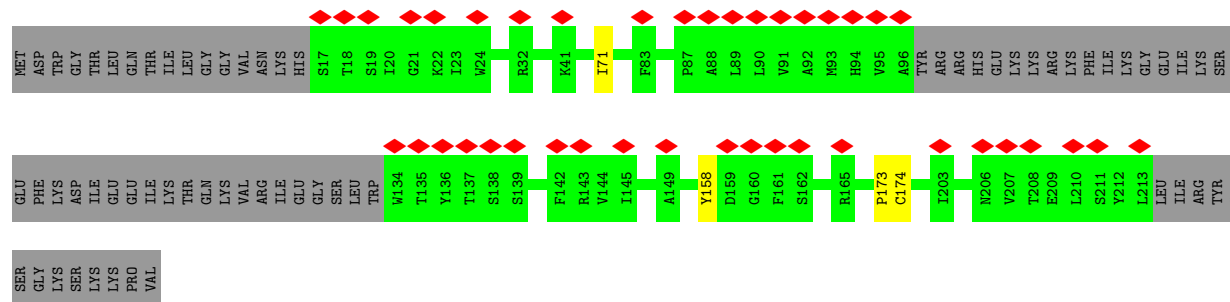 MET ASP TRP GLY THR LEU GLN THR ILE LEU GLY GLY VAL ASN LYS HIS S17 T18 S19 I20 G21 K22 I23 W24 R32 K41 I71 F83 P87 A88 L89 L90 V91 A92 M93 H94 V95 A96 TYR ARG ARG HIS GLU LYS LYS ARG LYS PHE ILE LYS GLY GLU ILE LYS SER
GLU PHE LYS ASP ILE GLU GLU ILE LYS THR GLN LYS VAL ARG ILE GLU GLY SER LEU TRP W134 T135 Y136 T137 S138 S139 F142 R143 V144 I145 A149 Y158 D159 G160 F161 S162 R165 P173 C174 I203 N206 V207 T208 E209 L210 S211 Y212 L213 LEU ILE ARG TYR
SER GLY LYS SER LYS LYS PRO VAL